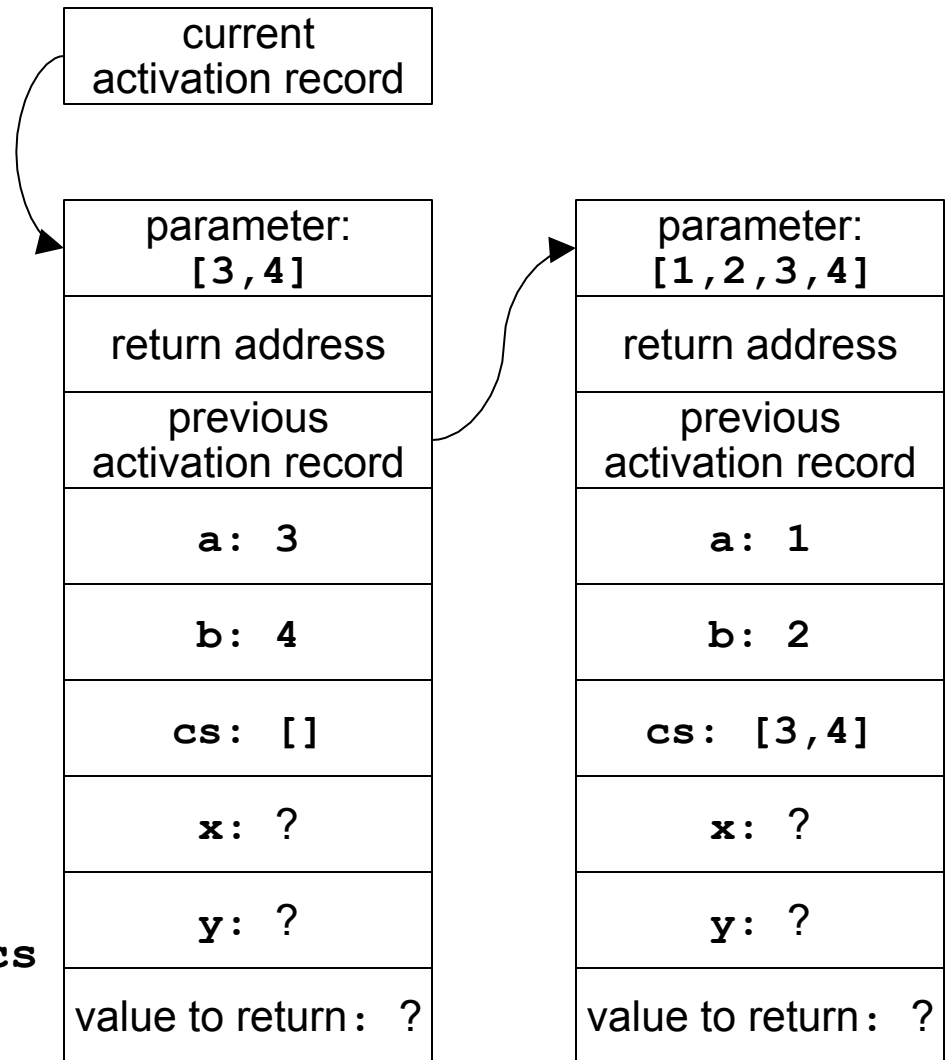 current
activation record
parameter:
[3,4]
return address
previous
activation record
a: 3
b: 4
cs: []
x: ?
y: ?
value to return: ?
parameter:
[1,2,3,4]
return address
previous
activation record
a: 1
b: 2
cs: [3,4]
x: ?
y: ?
value to return: ?
cs